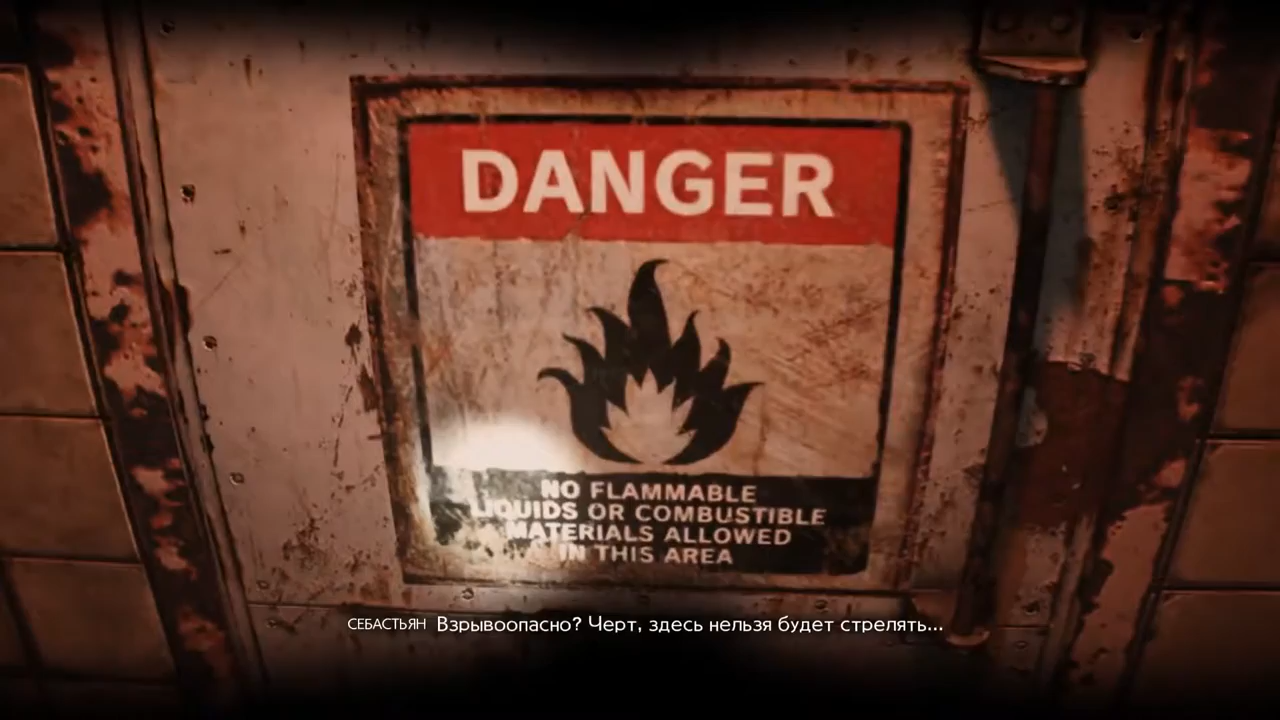 DANGER
NO FLAMMABLE
LIQUIDS OR COMBUSTIBLE
MATERIALS ALLOWED
IN THIS AREA
СЕБАСТЬЯН Взрывоопасно? Черт, здесь нельзя будет стрелять...